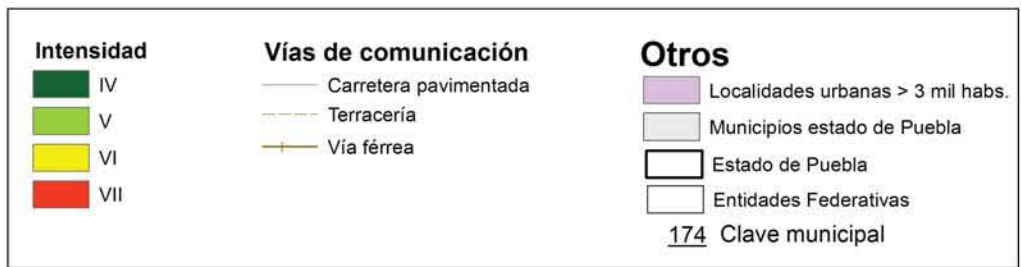 Intensidad
IV
V
VI
VII
Vías de comunicación
Carretera pavimentada
Terracería
Vía férrea
Otros
Localidades urbanas > 3 mil habs.
Municipios estado de Puebla
Estado de Puebla
Entidades Federativas
174 Clave municipal